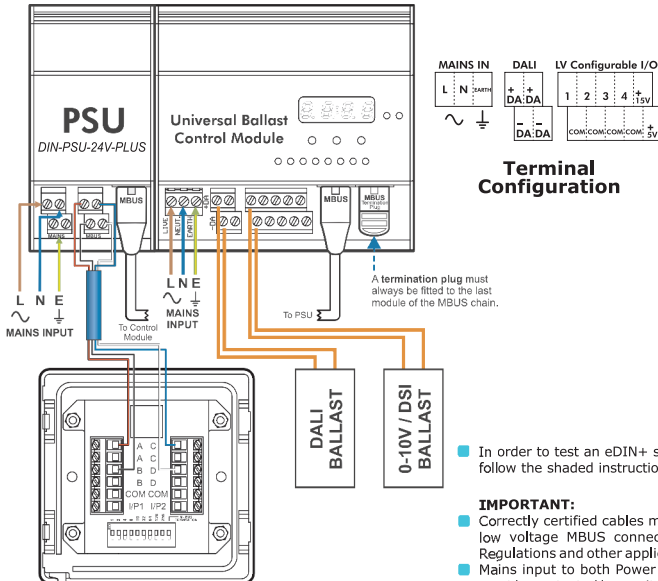 PSU
DIN-PSU-24V-PLUS
Universal Ballast
Control Module
MAINS
MBUS
MBUS
LIVE
NEUT.
EARTH
+DA
-DA
MBUS
MBUS
Termination
Plug
L N E
MAINS INPUT
To Control
Module
L N E
MAINS
INPUT
To PSU
A termination plug must
always be fitted to the last
module of the MBUS chain.
MAINS IN
L N EARTH
DALI
+ +
DA DA
- -
DA DA
LV Configurable I/O
1 2 3 4 + 15V
COM COM COM COM + 5V
Terminal
Configuration
DALI
BALLAST
0-10V / DSI
BALLAST
A C
A C
B D
B D
COM COM
I/P1 I/P2
In order to test an eDIN+ s
follow the shaded instructio
IMPORTANT:
Correctly certified cables m
low voltage MBUS connec
Regulations and other applic
Mains input to both Power